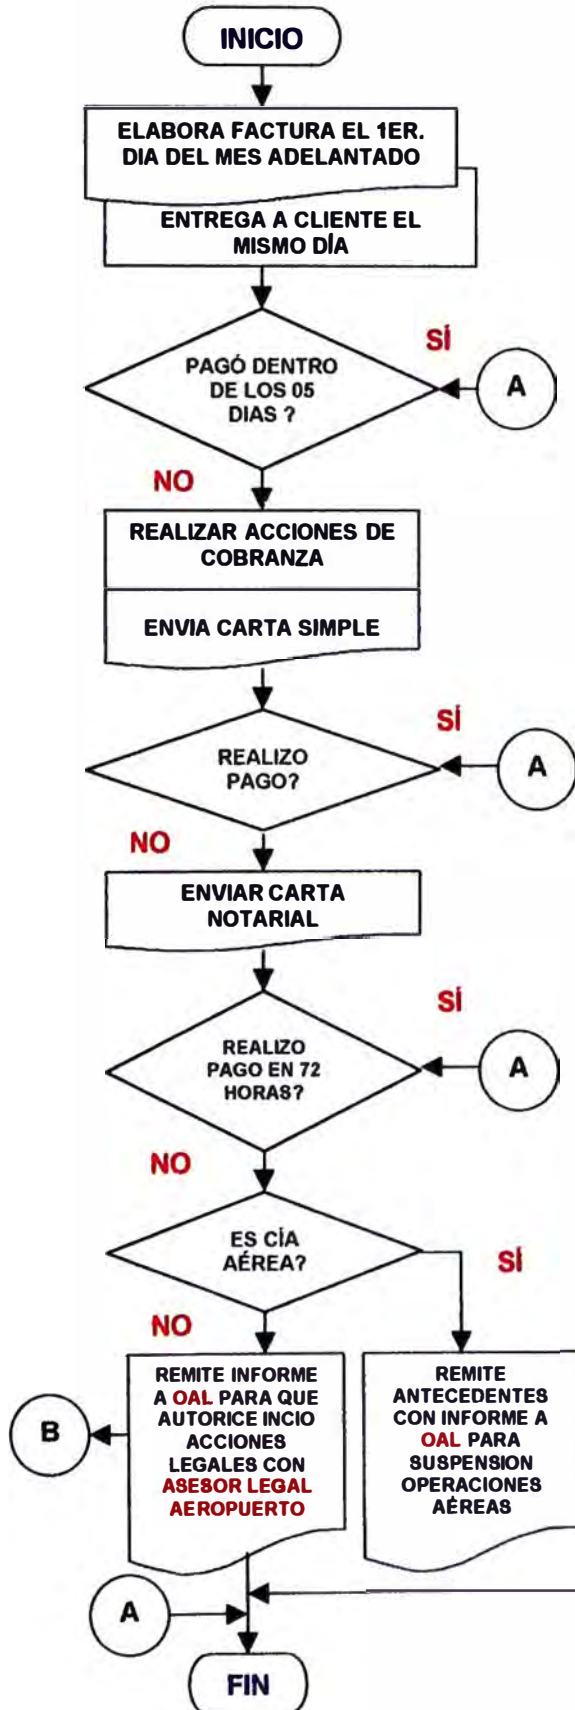 INICIO
ELABORA FACTURA EL 1ER.
DIA DEL MES ADELANTADO
ENTREGA A CLIENTE EL
MISMO DÍA
SÍ
PAGÓ DENTRO
DE LOS 05
DIAS ?
A
NO
REALIZAR ACCIONES DE
COBRANZA
ENVIA CARTA SIMPLE
SÍ
REALIZO
PAGO?
A
NO
ENVIAR CARTA
NOTARIAL
SÍ
REALIZO
PAGO EN 72
HORAS?
A
NO
ES CÍA
AÉREA?
SÍ
NO
REMITE INFORME
A OAL PARA QUE
AUTORICE INCIO
ACCIONES
LEGALES CON
ASESOR LEGAL
AEROPUERTO
REMITE
ANTECEDENTES
CON INFORME A
OAL PARA
SUSPENSION
OPERACIONES
AÉREAS
B
A
FIN